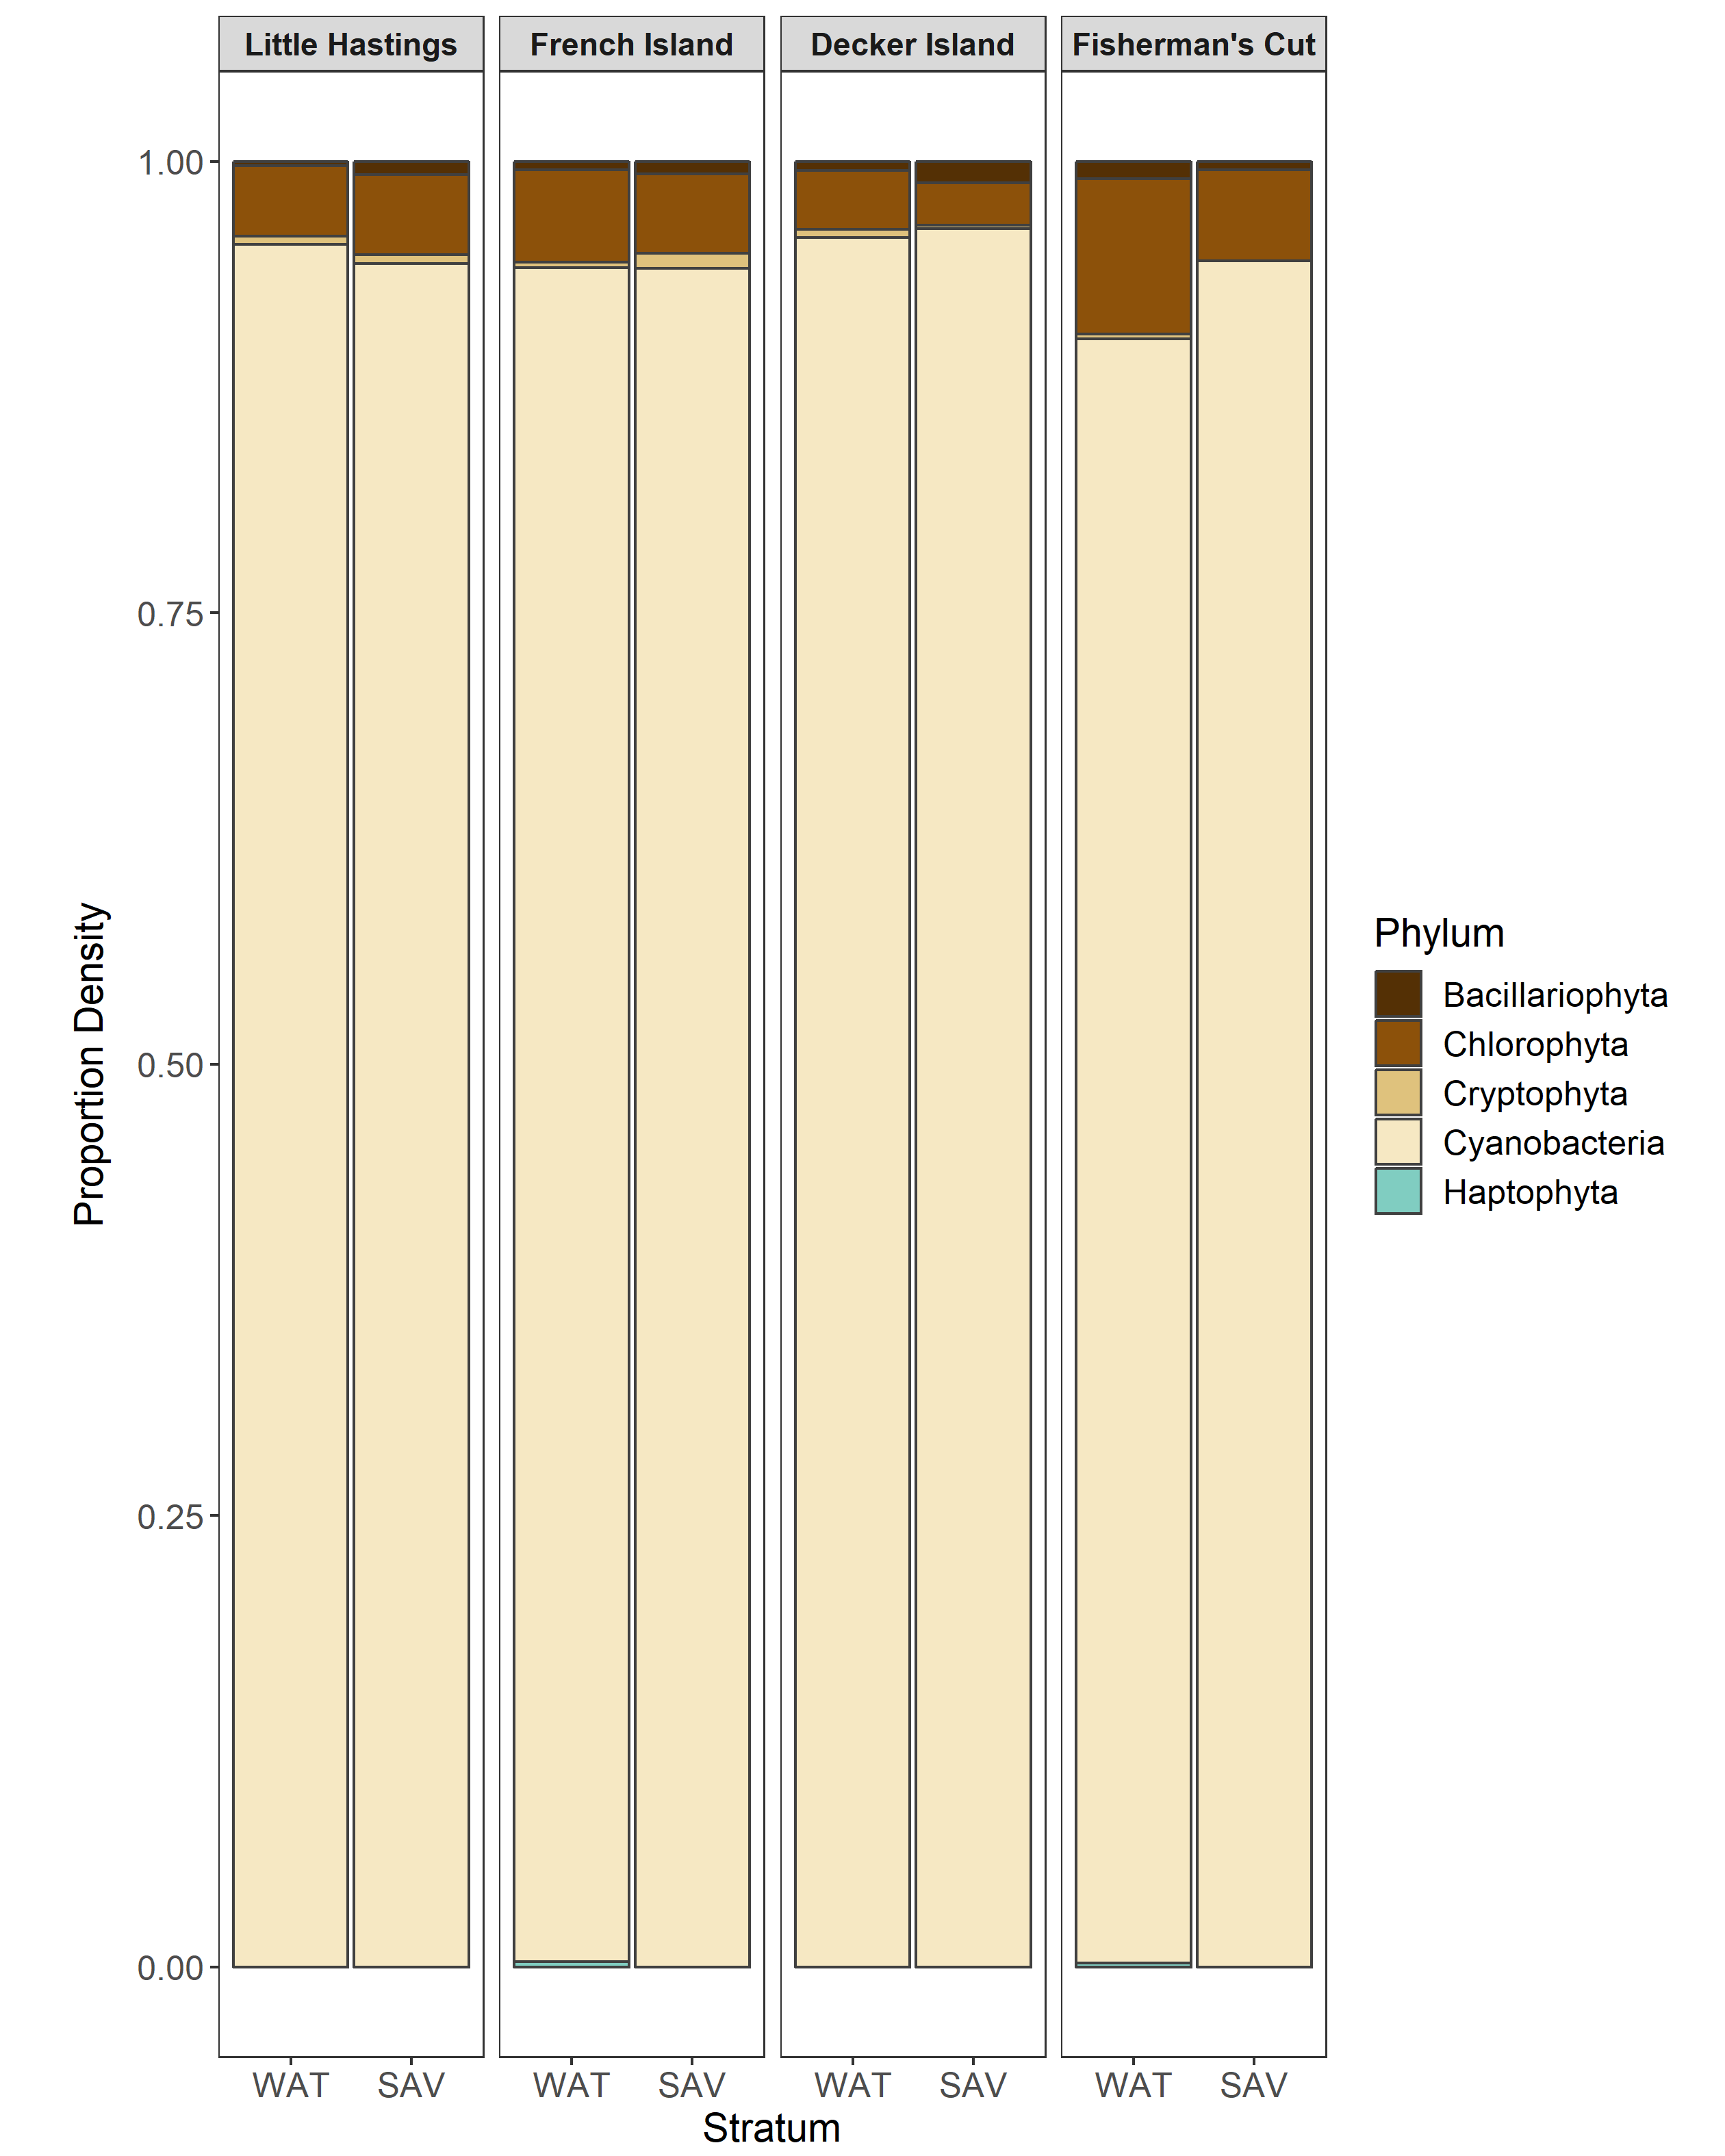 Little Hastings French Island Decker Island Fisherman's Cut
1.00
0.75
0.50
0.25
0.00
Proportion Density
WAT SAV WAT SAV WAT SAV WAT SAV
Stratum
Phylum
Bacillariophyta
Chlorophyta
Cryptophyta
Cyanobacteria
Haptophyta